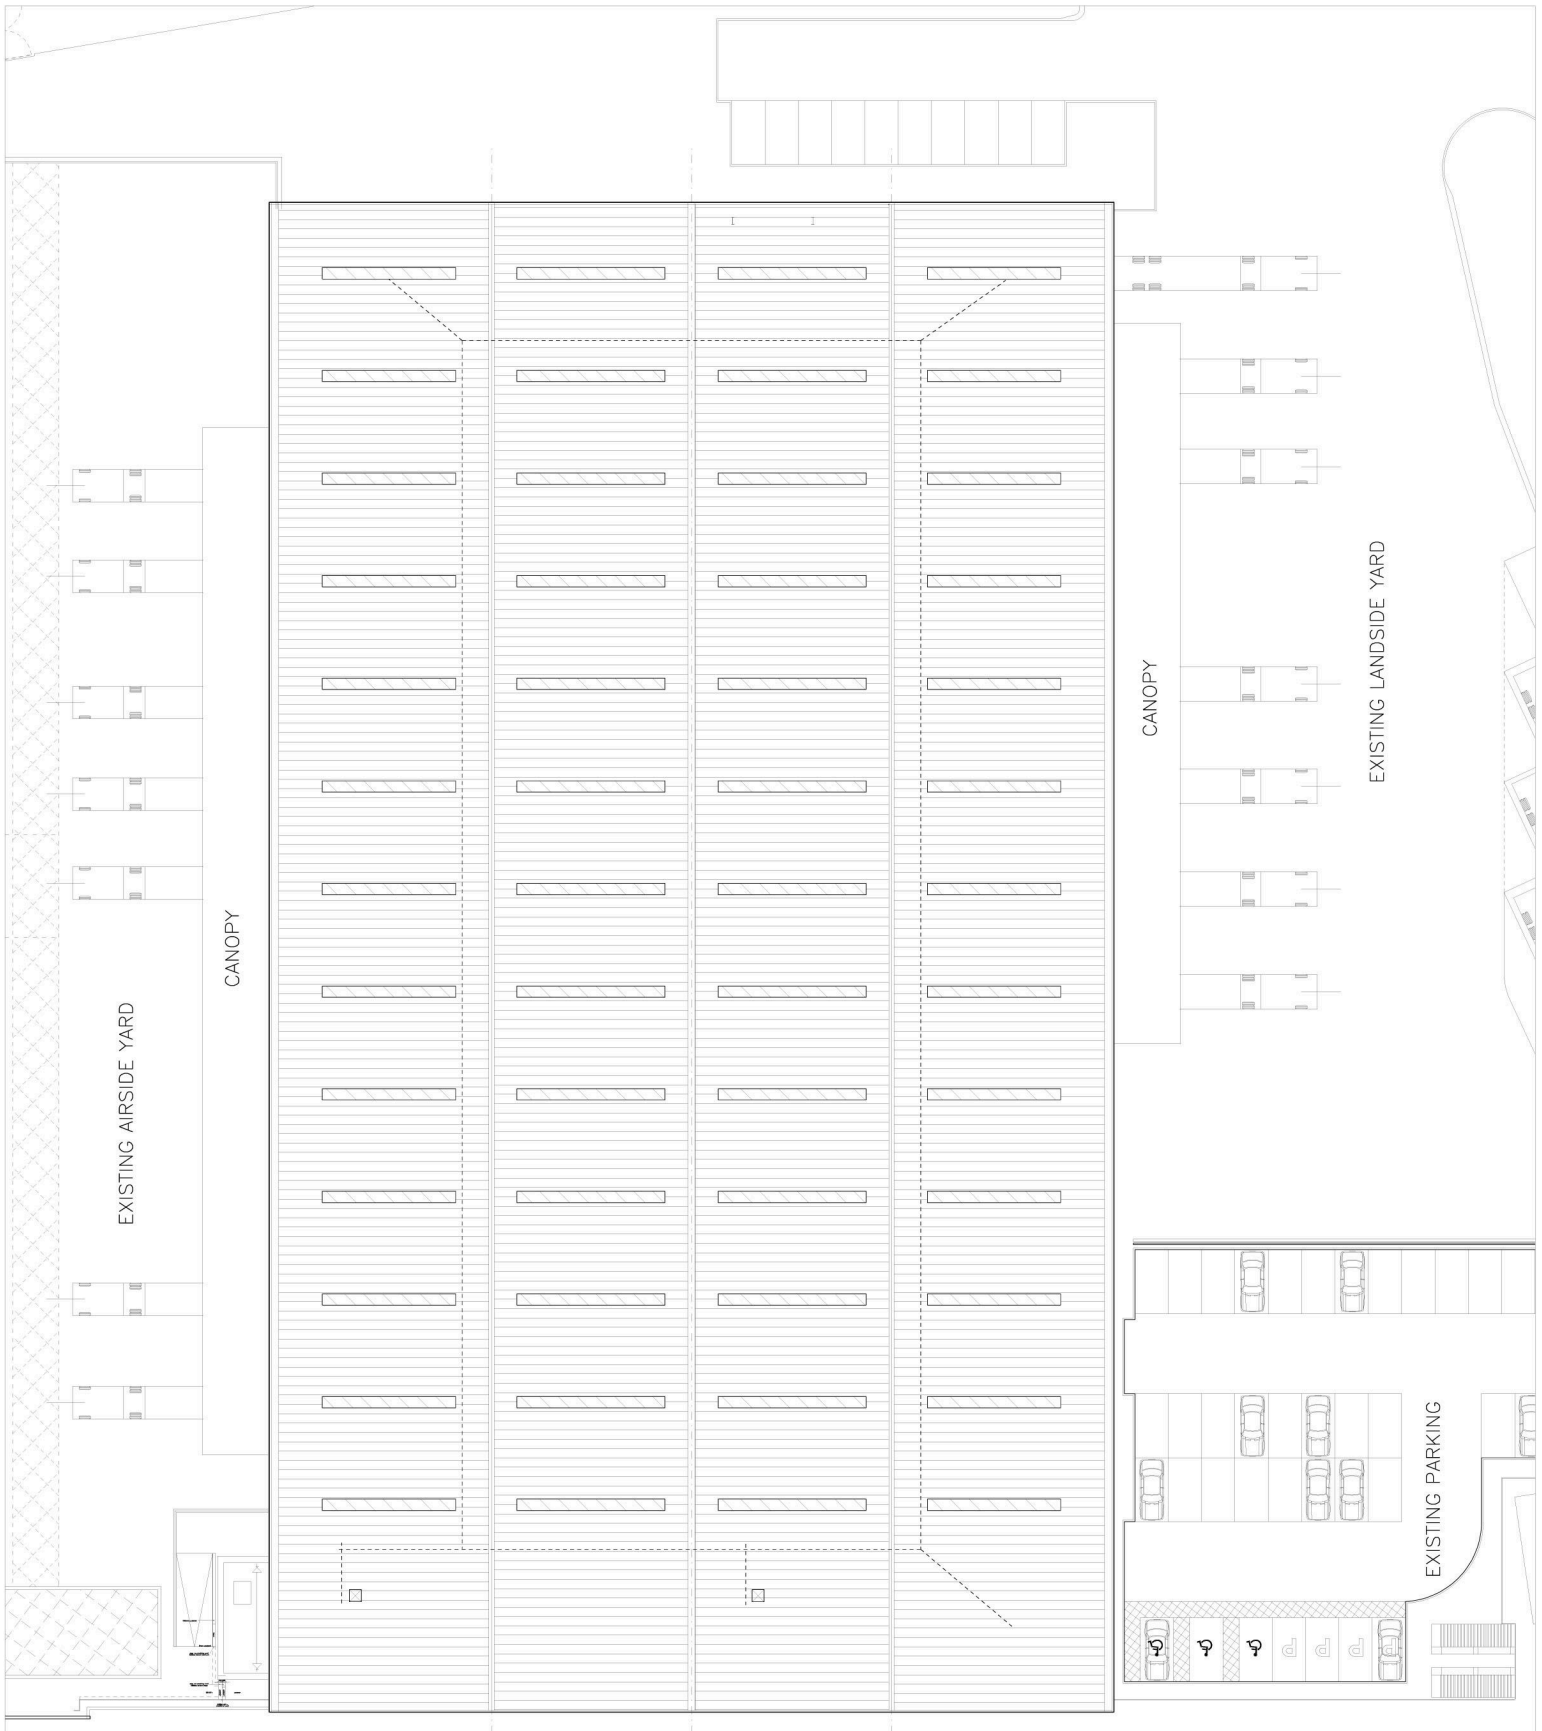 EXISTING LANDSIDE YARD
CANOPY
CANOPY
EXISTING AIRSIDE YARD
EXISTING PARKING
P
P
P
P